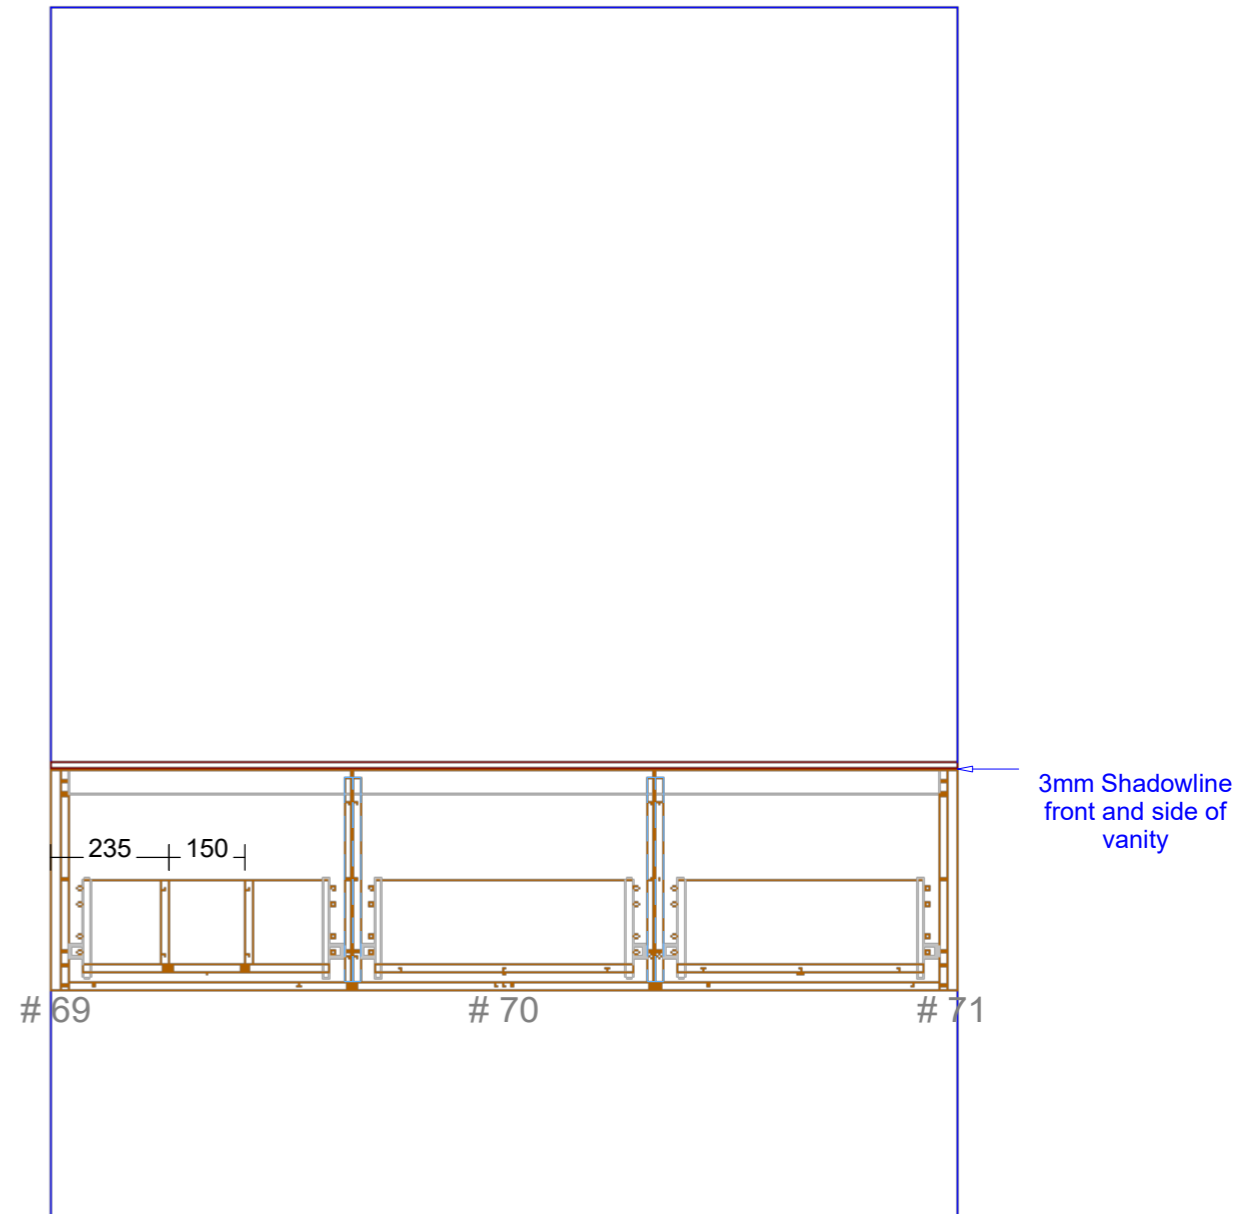 3mm Shadowline
front and side of
vanity
235 150
# 69 # 70 # 71